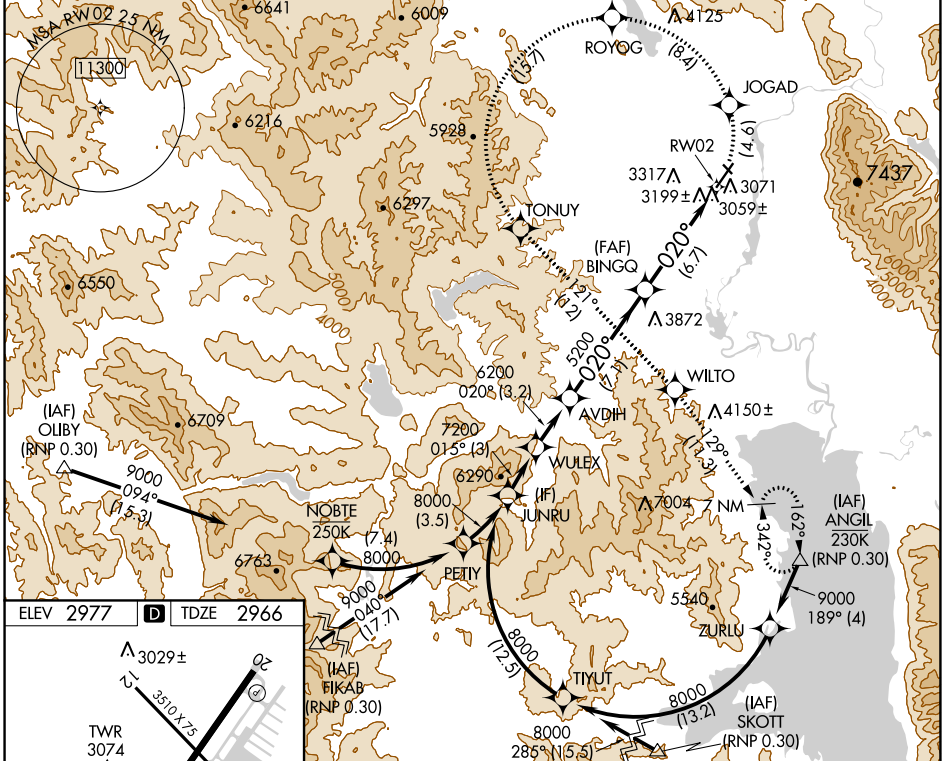 6641
6009
4125
MSA RW02 25 NM
11300
ROYOG
(15.7)
(8.4)
JOGAD
6216
5928
(4.6)
RW02
3317
3071
3199±
3059±
7437
6297
TONUY
020°
(6.7)
(FAF)
BINGQ
6550
6000
4000
4000
121°
(12)
3872
5200
020°
(7.1)
6200
020° (3.2)
WILTO
AVDIH
4150±
(IAF)
OLIBY
(RNP 0.30)
6709
7200
015° (3)
WULEX
129°
(11.3)
9000
094°
(15.3)
6290
8000
(3.5)
(IF)
JUNRU
7004
7 NM
162°
342°
(IAF)
ANGIL
230K
(RNP 0.30)
NOBTE
250K
(7.4)
8000
PETIY
6763
9000
040°
(17.7)
5540
9000
189° (4)
ZURLU
ELEV 2977
D
TDZE 2966
3029±
20
P
12
3510 X 75
TWR
3074
(IAF)
FIKAB
(RNP 0.30)
8000
(12.5)
TIYUT
8000
(13.2)
(IAF)
SKOTT
(RNP 0.30)
8000
285° (15.5)